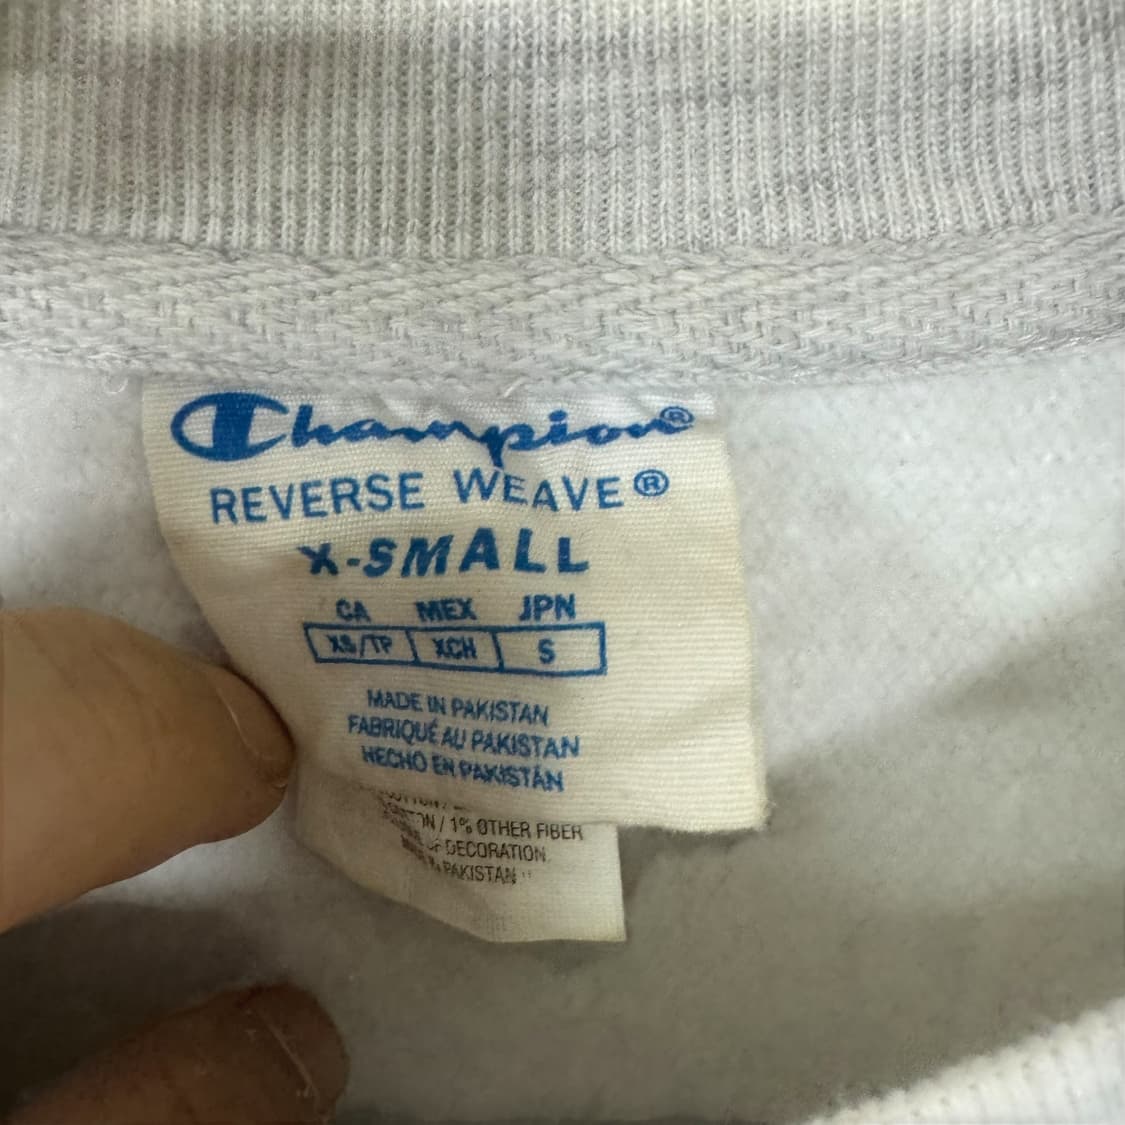 Champion®
REVERSE WEAVE®
X-SMALL
CA MEX JPN
XS/TP XCH S
MADE IN PAKISTAN
FABRIQUÉ AU PAKISTAN
HECHO EN PAKISTÁN
/ 1% OTHER FIBER
OF DECORATION
PAKISTAN